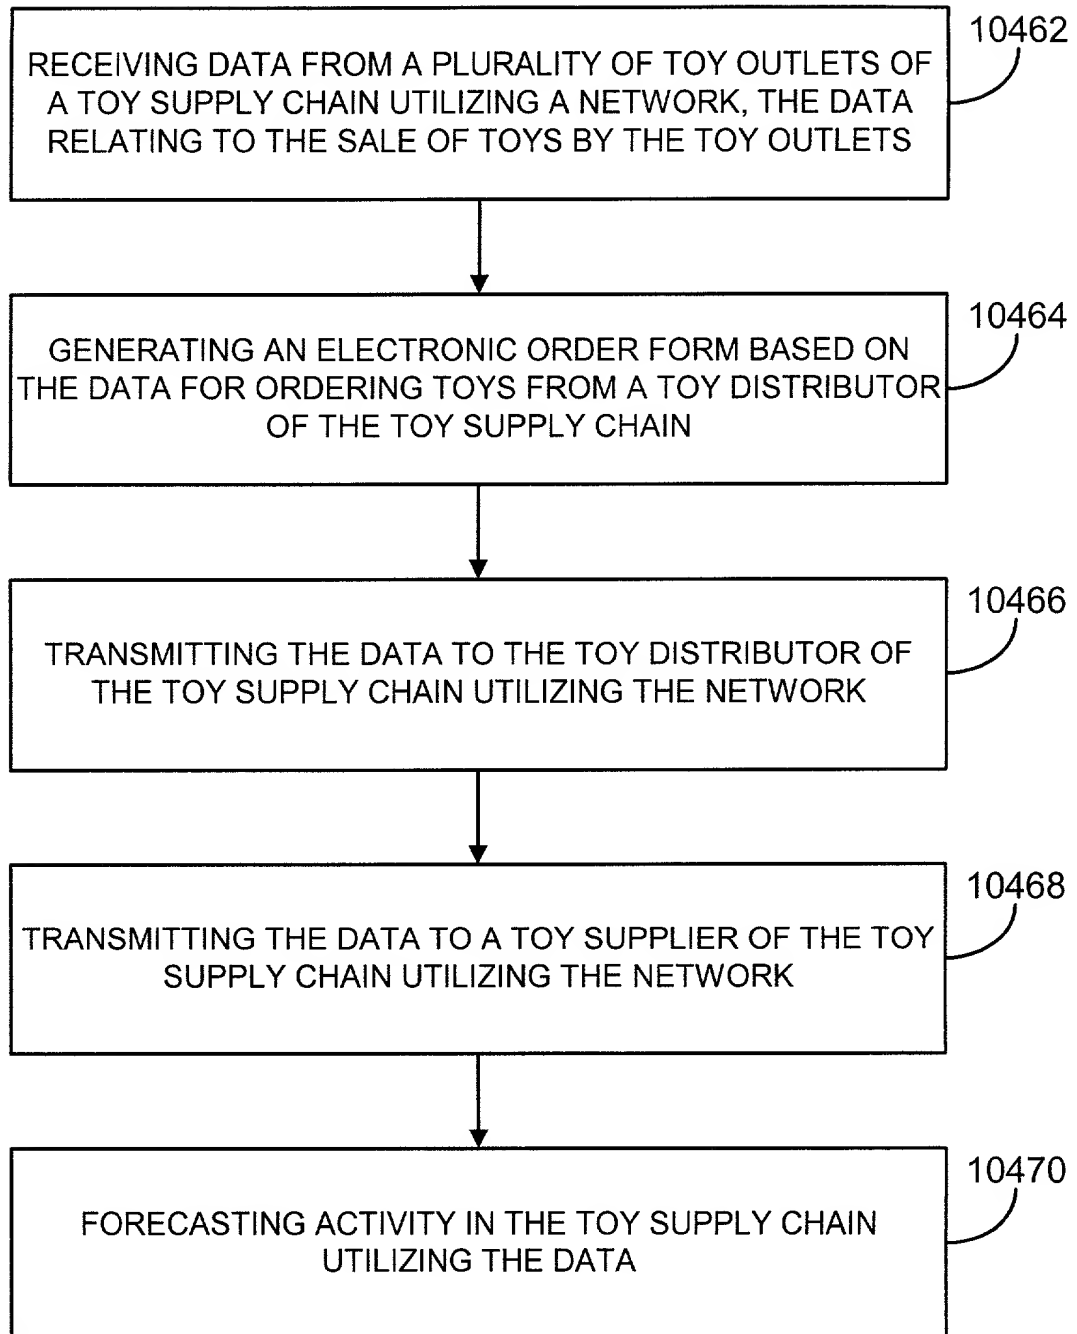 10462
RECEIVING DATA FROM A PLURALITY OF TOY OUTLETS OF
A TOY SUPPLY CHAIN UTILIZING A NETWORK, THE DATA
RELATING TO THE SALE OF TOYS BY THE TOY OUTLETS
10464
GENERATING AN ELECTRONIC ORDER FORM BASED ON
THE DATA FOR ORDERING TOYS FROM A TOY DISTRIBUTOR
OF THE TOY SUPPLY CHAIN
10466
TRANSMITTING THE DATA TO THE TOY DISTRIBUTOR OF
THE TOY SUPPLY CHAIN UTILIZING THE NETWORK
10468
TRANSMITTING THE DATA TO A TOY SUPPLIER OF THE TOY
SUPPLY CHAIN UTILIZING THE NETWORK
10470
FORECASTING ACTIVITY IN THE TOY SUPPLY CHAIN
UTILIZING THE DATA